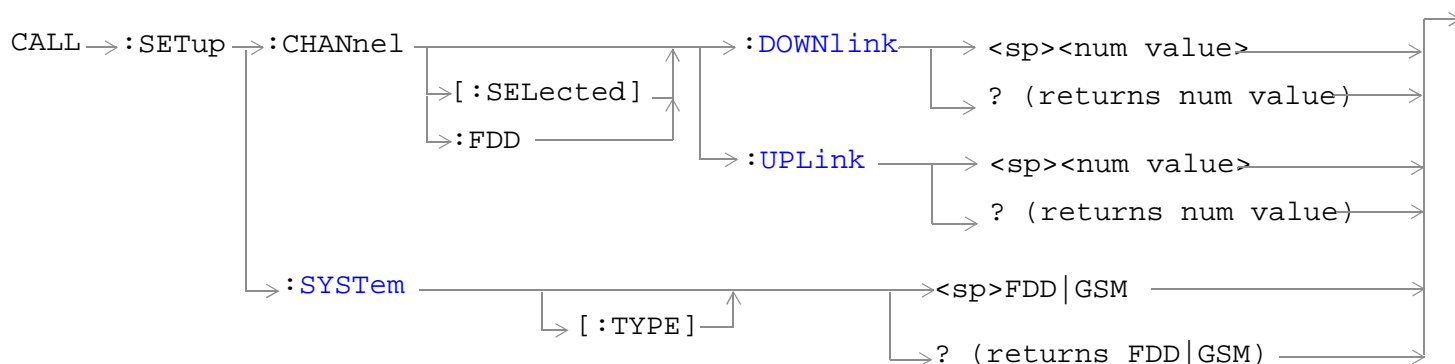 CALL :SETup :CHANnel :DOWNlink <sp><num value>
[:SELected] ? (returns num value)
:FDD
:UPLink <sp><num value>
? (returns num value)
:SYSTem <sp>FDD|GSM
[:TYPE]
? (returns FDD|GSM)